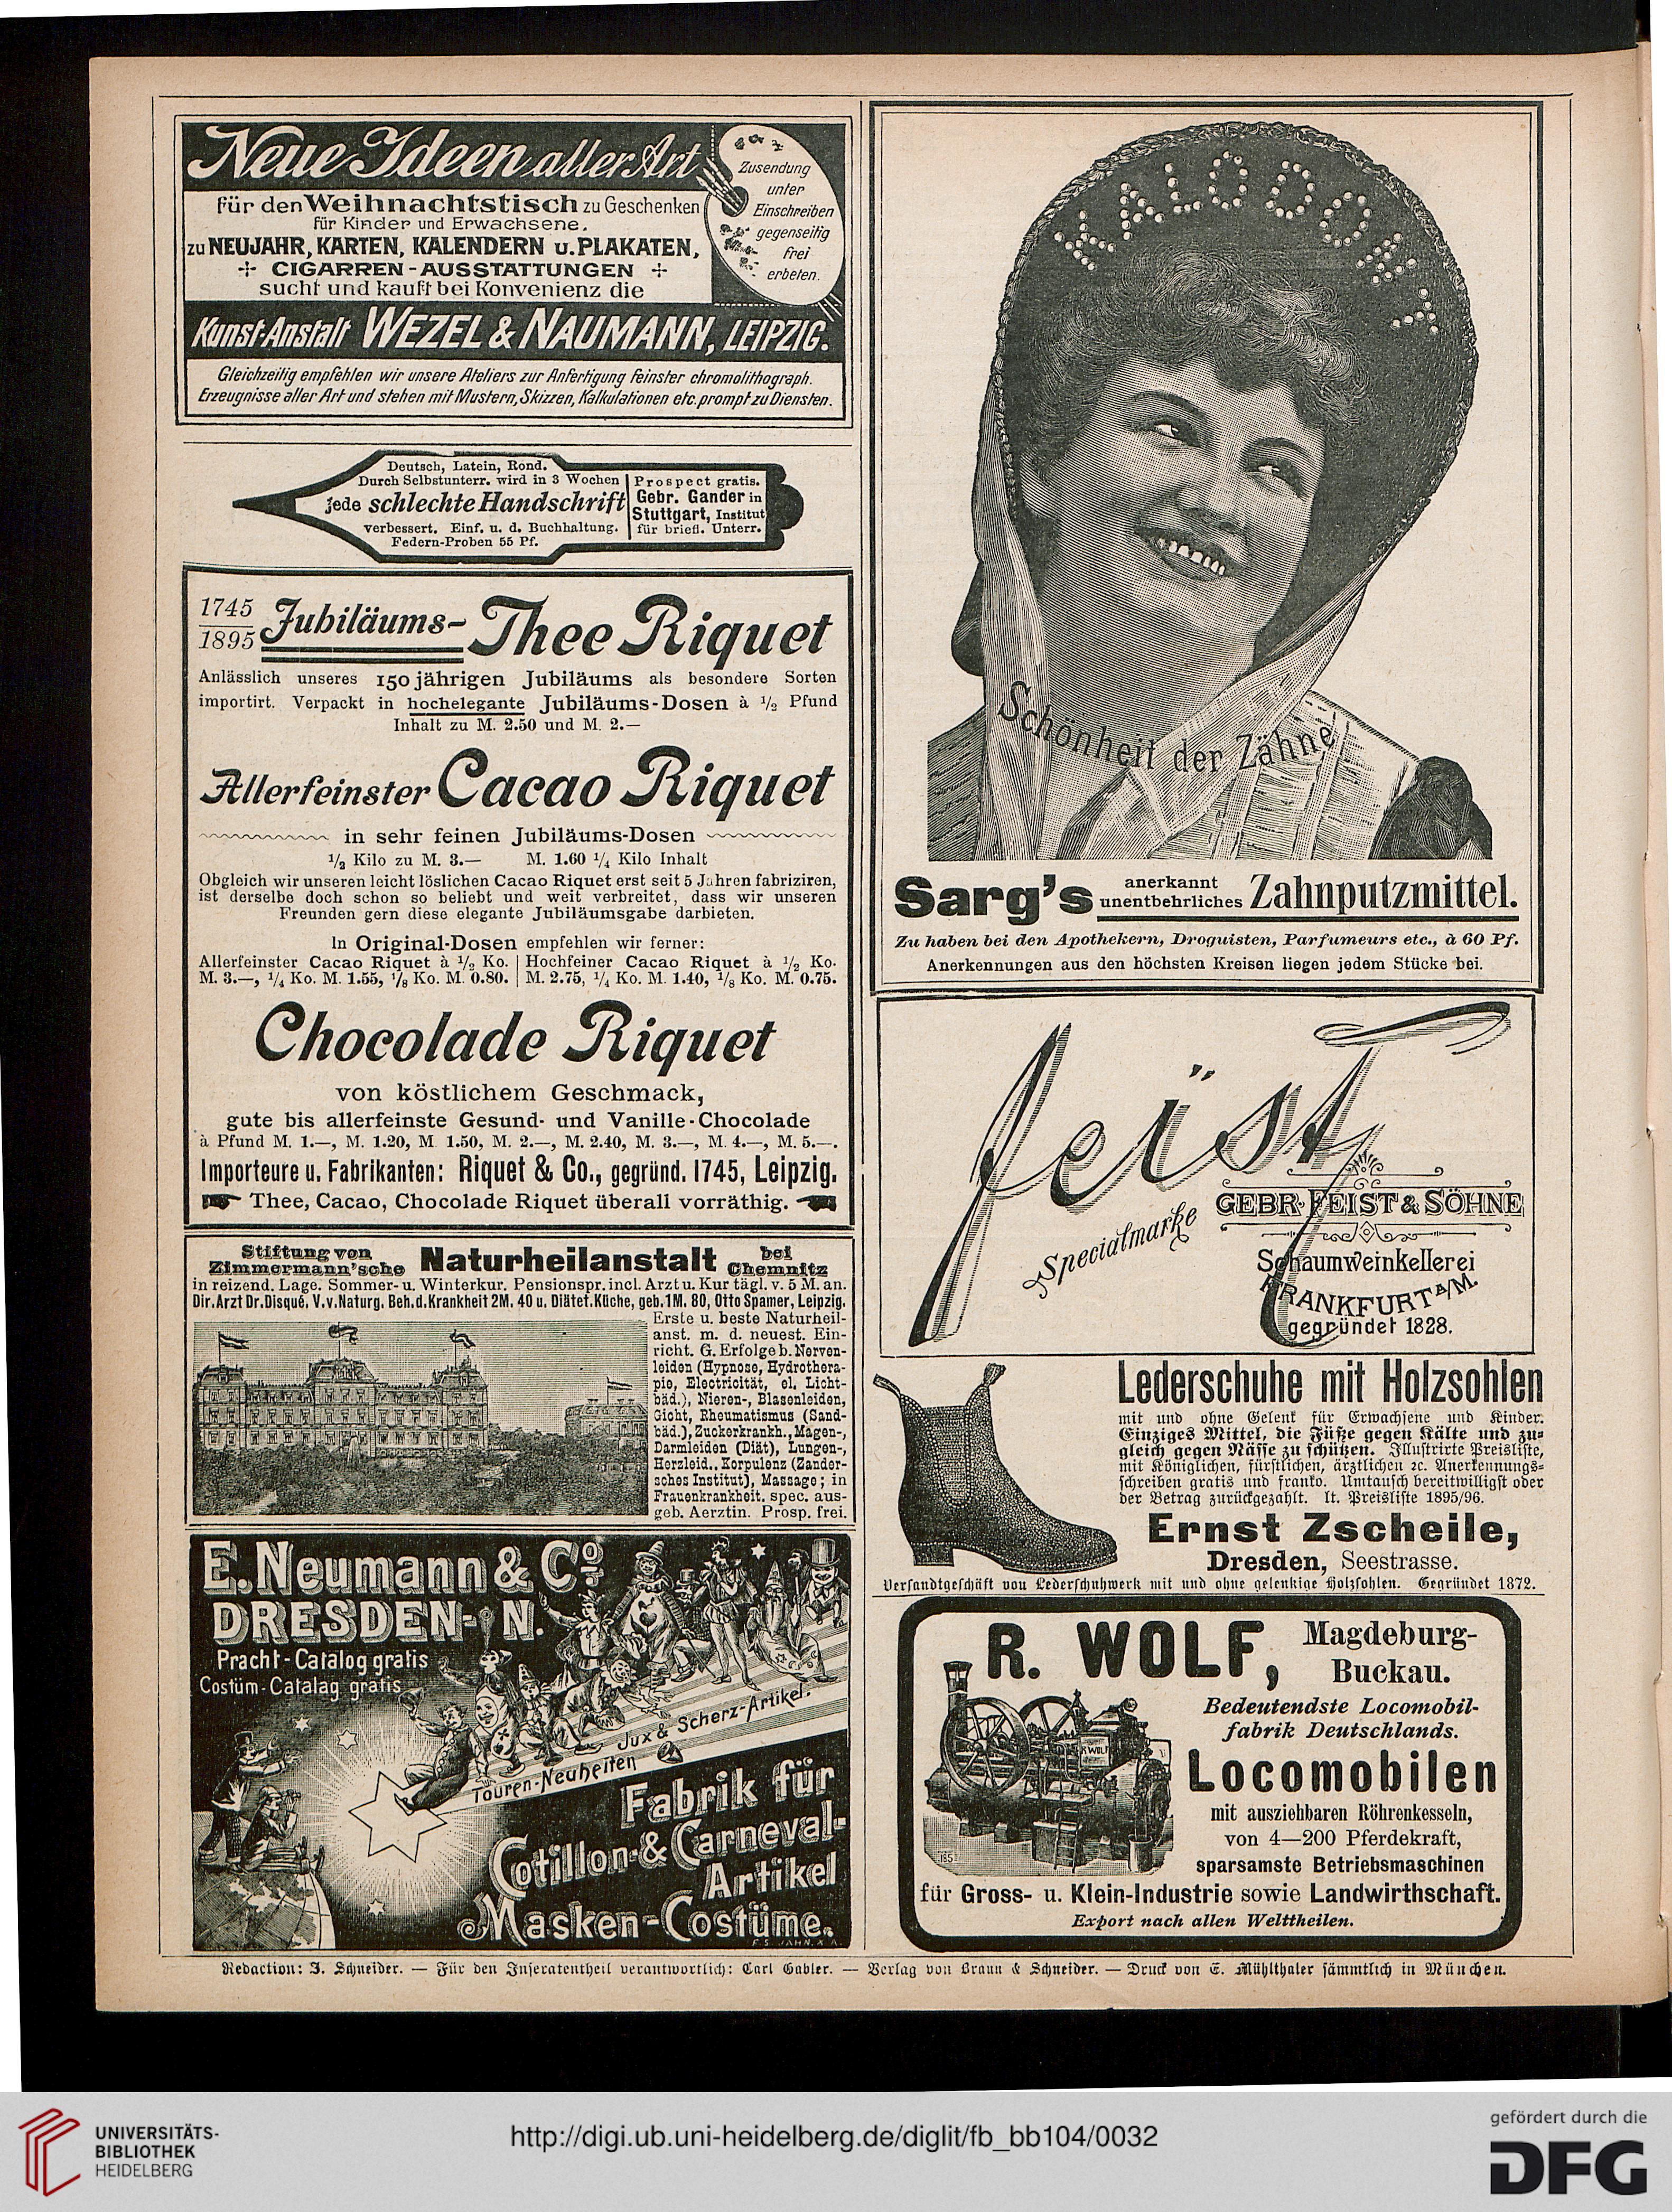 Neue Ideen aller Art
für den Weihnachtstisch zu Geschenken
für Kinder und Erwachsene.
zu NEUJAHR, KARTEN, KALENDERN u. PLAKATEN,
CIGARREN-AUSSTATTUNGEN
sucht und kauft bei Konvenienz die
Zusendung
unter
Einschreiben
gegenseitig
frei
erbeten.
Kunst-Anstalt WEZEL & NAUMANN, LEIPZIG.
Gleichzeitig empfehlen wir unsere Ateliers zur Anfertigung feinster chromolithograph.
Erzeugnisse aller Art und stehen mit Mustern, Skizzen, Kalkulationen etc. prompt zu Diensten.
Deutsch, Latein, Rond.
Durch Selbstunterr. wird in 3 Wochen
jede schlechte Handschrift
verbessert. Einf. u. d. Buchhaltung.
Federn-Proben 55 Pf.
Prospect gratis.
Gebr. Gander in
Stuttgart, Institut
für briefl. Unterr.
1745
1895
Jubiläums-Thee Riquet
Anlässlich unseres 150jährigen Jubiläums als besondere Sorten
importirt. Verpackt in hochelegante Jubiläums-Dosen à 1/2 Pfund
Inhalt zu M. 2.50 und M. 2.—
Allerfeinster Cacao Riquet
in sehr feinen Jubiläums-Dosen
1/2 Kilo zu M. 3.— M. 1.60 1/4 Kilo Inhalt
Obgleich wir unseren leicht löslichen Cacao Riquet erst seit 5 Jahren fabriziren,
ist derselbe doch schon so beliebt und weit verbreitet, dass wir unseren
Freunden gern diese elegante Jubiläumsgabe darbieten.
In Original-Dosen empfehlen wir ferner:
Allerfeinster Cacao Riquet à 1/2 Ko.
M. 3.—, 1/4 Ko. M. 1.55, 1/8 Ko. M. 0.80.
Hochfeiner Cacao Riquet à 1/2 Ko.
M. 2.75, 1/4 Ko. M. 1.40, 1/8 Ko. M. 0.75.
Chocolade Riquet
von köstlichem Geschmack,
gute bis allerfeinste Gesund- und Vanille-Chocolade
à Pfund M. 1.—, M. 1.20, M. 1.50, M. 2.—, M. 2.40, M. 3.—, M. 4.—, M. 5.—.
Importeure u. Fabrikanten: Riquet & Co., gegründ. 1745, Leipzig.
Thee, Cacao, Chocolade Riquet überall vorräthig.
Stiftung von
Zimmermann'sche Naturheilanstalt bei
Chemnitz
in reizend. Lage. Sommer- u. Winterkur. Pensionspr. incl. Arzt u. Kur tägl. v. 5 M. an.
Dir. Arzt Dr. Disqué, V. v. Naturg. Beh. d. Krankheit 2M. 40 u. Diätet. Küche, geb. 1M. 80, Otto Spamer, Leipzig.
Erste u. beste Naturheil-
anst. m. d. neuest. Ein-
richt. G. Erfolge b. Nerven-
leiden (Hypnose, Hydrothera-
pie, Electricität, el. Licht-
bäd.), Nieren-, Blasenleiden,
Gicht, Rheumatismus (Sand-
bäd.), Zuckerkrankh., Magen-,
Darmleiden (Diät), Lungen-,
Herzleid., Korpulenz (Zander-
sches Institut), Massage; in
Frauenkrankheit. spec. aus-
geb. Aerztin. Prosp. frei.
E. Neumann & Co.
DRESDEN-N.
Pracht-Catalog gratis
Costüm-Catalag gratis
Jux & Scherz-Artikel.
Touren-Neuheiten
Fabrik für
Cotillon-& Carneval-
Artikel
Masken-Costüme.
KALODONT
Schönheit der Zähne
Sarg's anerkannt
unentbehrliches Zahnputzmittel.
Zu haben bei den Apothekern, Droguisten, Parfumeurs etc., à 60 Pf.
Anerkennungen aus den höchsten Kreisen liegen jedem Stücke bei.
feist
Specialmarke
GEBR. FEIST & SÖHNE
Schaumweinkellerei
FRANKFURT a/M.
gegründet 1828.
Lederschuhe mit Holzsohlen
mit und ohne Gelenk für Erwachsene und Kinder.
Einziges Mittel, die Füße gegen Kälte und zu-
gleich gegen Nässe zu schützen. Illustrirte Preisliste,
mit Königlichen, fürstlichen, ärztlichen ꝛc. Anerkennungs-
schreiben gratis und franko. Umtausch bereitwilligst oder
der Betrag zurückgezahlt. lt. Preisliste 1895/96.
Ernst Zscheile,
Dresden, Seestrasse.
Versandtgeschäft von Lederschuhwerk mit und ohne gelenkige Holzsohlen. Gegründet 1872.
R. WOLF,
Magdeburg-
Buckau.
Bedeutendste Locomobil-
fabrik Deutschlands.
Locomobilen
mit ausziehbaren Röhrenkesseln,
von 4—200 Pferdekraft,
sparsamste Betriebsmaschinen
für Gross- u. Klein-Industrie sowie Landwirthschaft.
Export nach allen Welttheilen.
R WOLF
Redaction: J. Schneider. — Für den Inseratentheil verantwortlich: Carl Gabler. — Verlag von Braun & Schneider. — Druck von E. Mühlthaler sämmtlich in München.
UNIVERSITÄTS-
BIBLIOTHEK
HEIDELBERG
http://digi.ub.uni-heidelberg.de/diglit/fb_bb104/0032
gefördert durch die
DFG